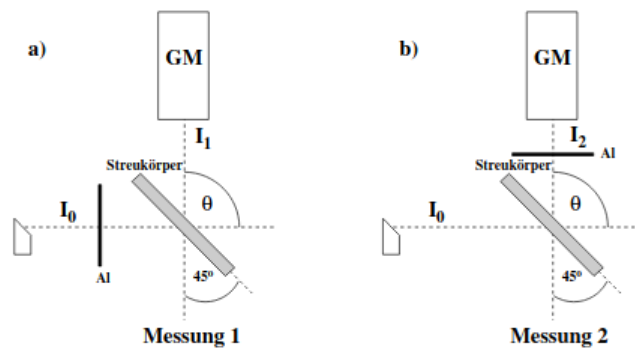 a)
GM
I1
Streukörper
θ
I0
Al
45°
Messung 1
b)
GM
I2
Al
Streukörper
θ
I0
45°
Messung 2